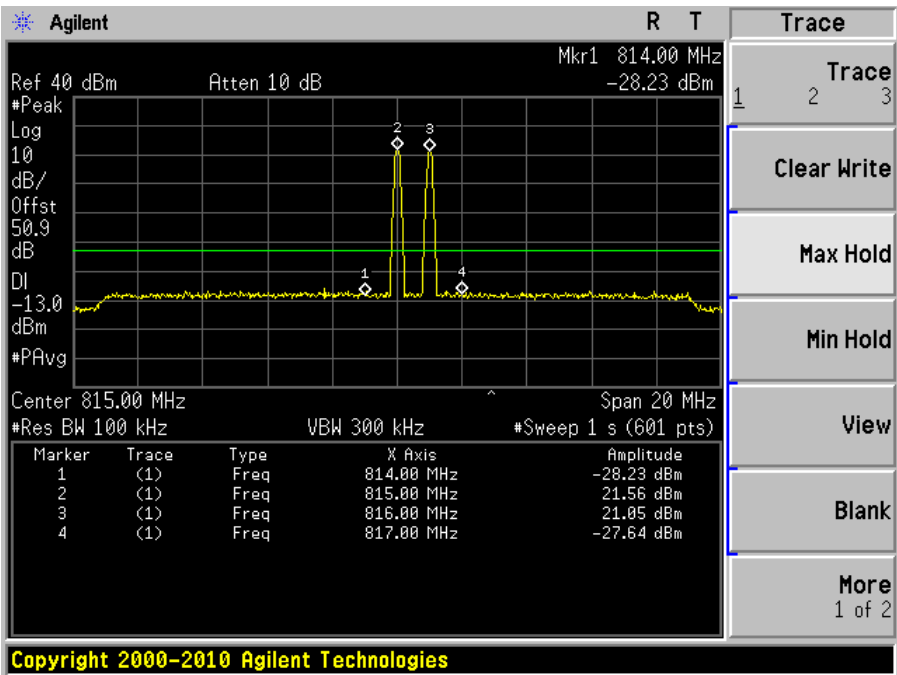 Agilent R T Trace
Mkr1 814.00 MHz
Ref 40 dBm Atten 10 dB -28.23 dBm
#Peak
Log
10
dB/
Offst
50.9
dB
DI
-13.0
dBm
#PAvg
2 3
1 4
Center 815.00 MHz ^ Span 20 MHz
#Res BW 100 kHz VBW 300 kHz #Sweep 1 s (601 pts)
Marker Trace Type X Axis Amplitude
1 (1) Freq 814.00 MHz -28.23 dBm
2 (1) Freq 815.00 MHz 21.56 dBm
3 (1) Freq 816.00 MHz 21.05 dBm
4 (1) Freq 817.00 MHz -27.64 dBm
Trace
1 2 3
Clear Write
Max Hold
Min Hold
View
Blank
More
1 of 2
Copyright 2000-2010 Agilent Technologies